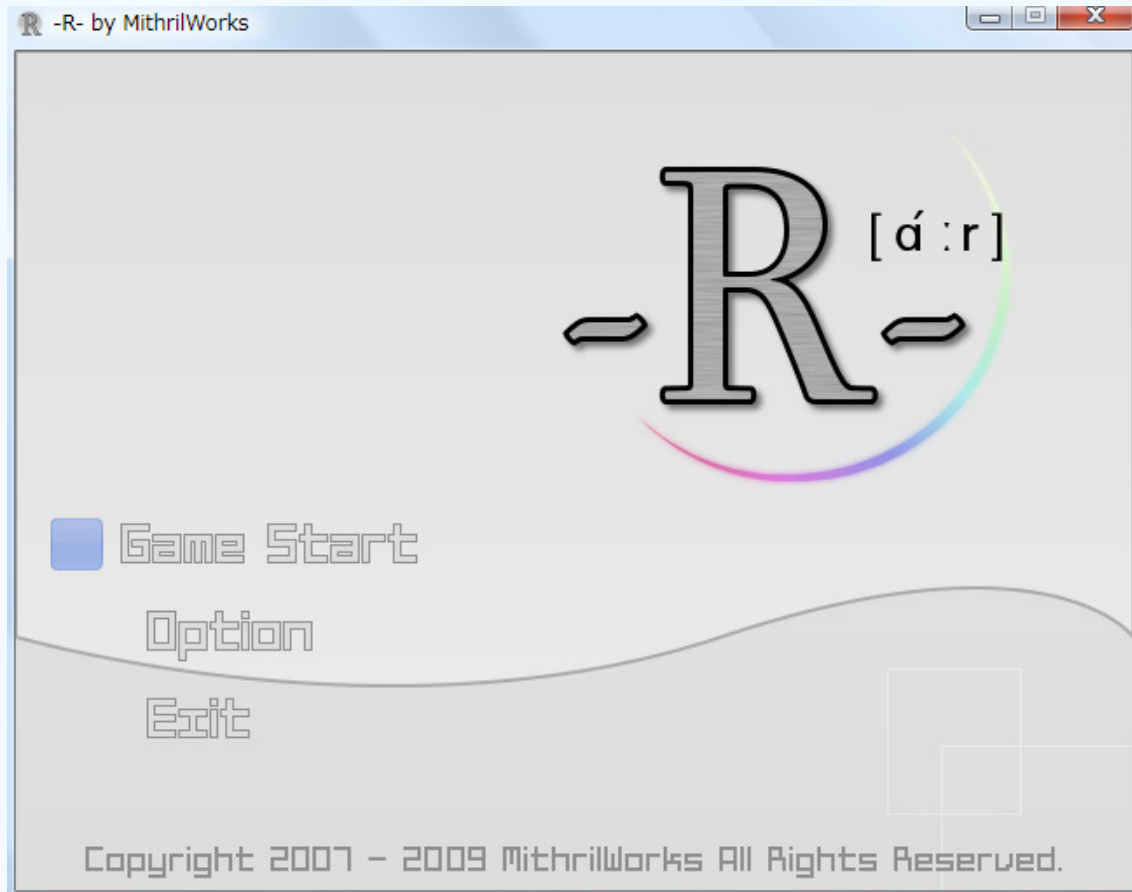 -R- by MithrilWorks
-R- [ɑ́ːr]
Game Start
Option
Exit
Copyright 2007 - 2009 MithrilWorks All Rights Reserved.